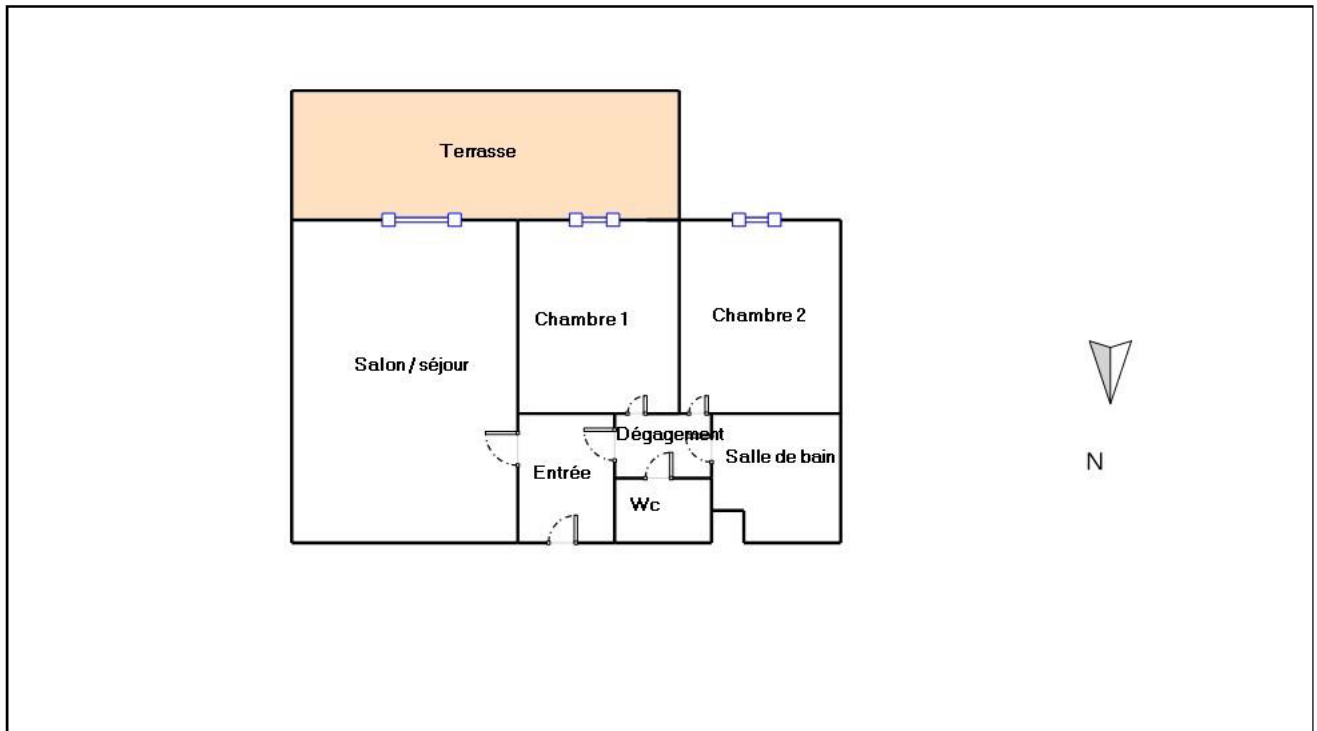 Terrasse
Chambre 1
Chambre 2
Salon / séjour
Dégagement
Salle de bain
Entrée
Wc
N